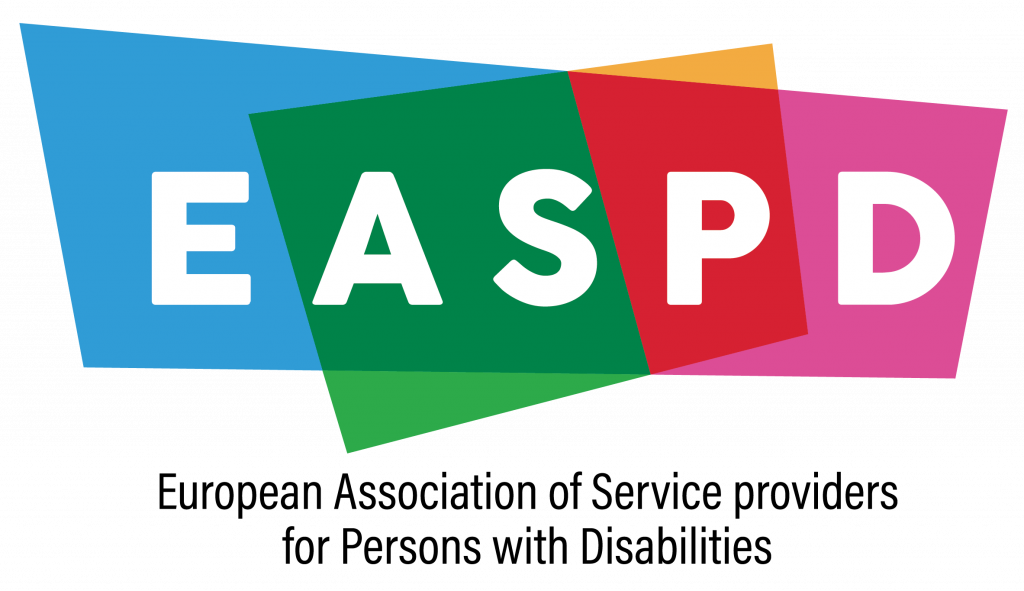 EASPD
European Association of Service providers
for Persons with Disabilities